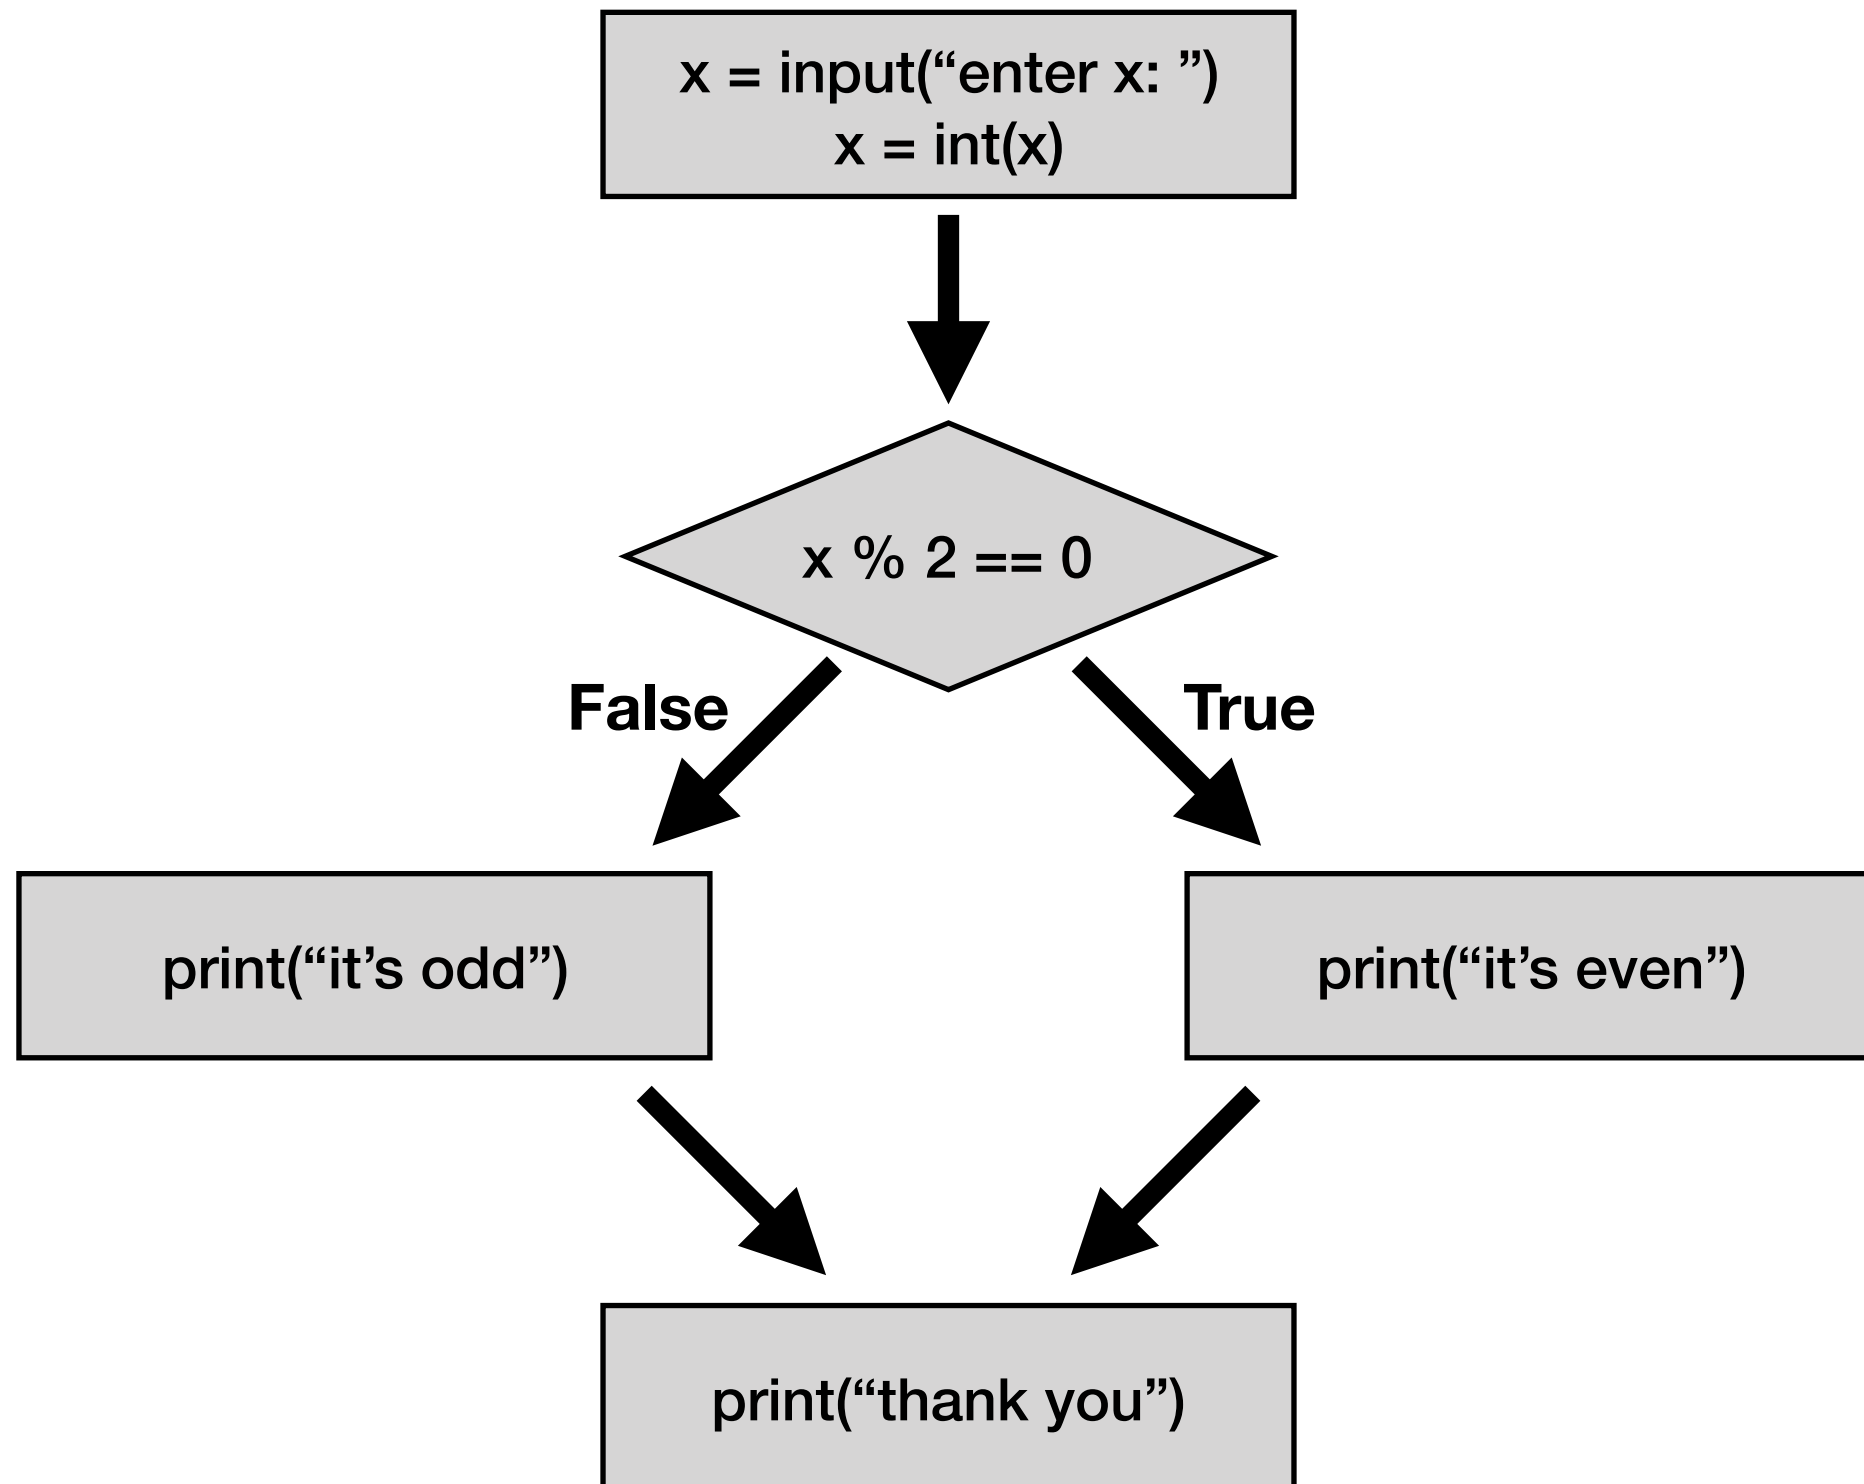 x = input(“enter x: ”)
x = int(x)
x % 2 == 0
False
True
print(“it’s odd”)
print(“it’s even”)
print(“thank you”)